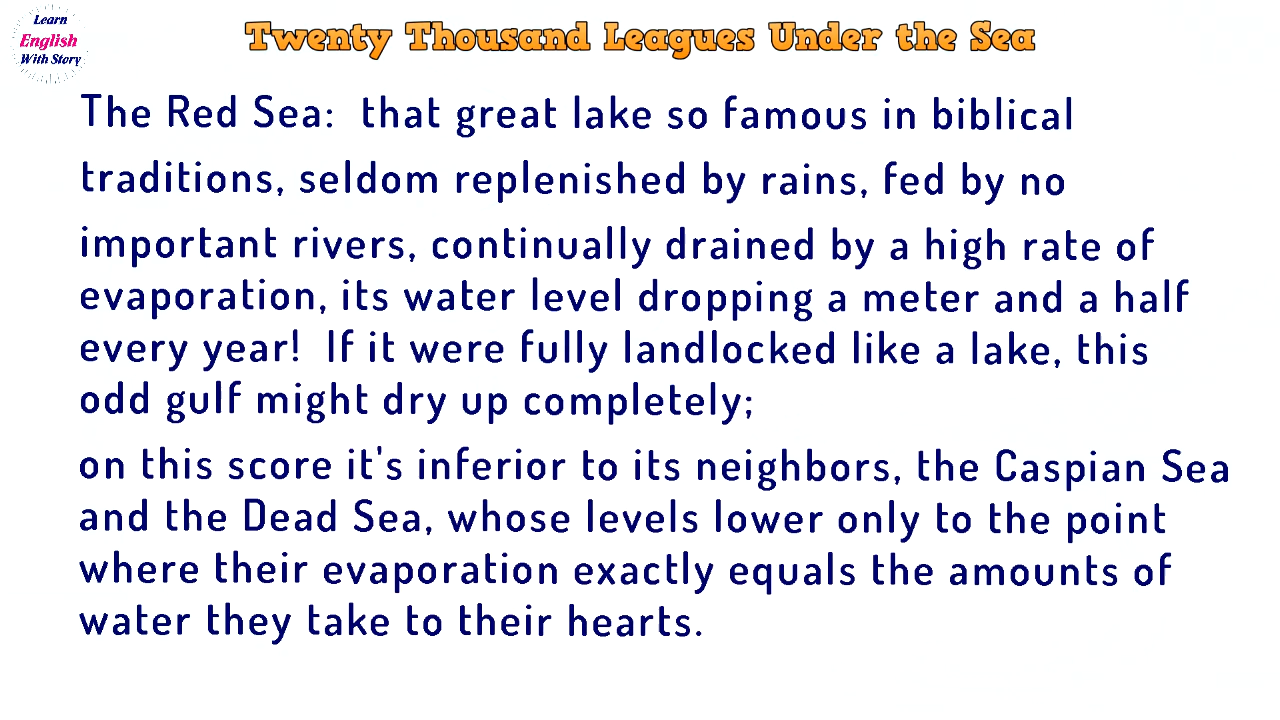 Learn
English
With Story
Twenty Thousand Leagues Under the Sea
The Red Sea:  that great lake so famous in biblical
traditions, seldom replenished by rains, fed by no
important rivers, continually drained by a high rate of
evaporation, its water level dropping a meter and a half
every year!  If it were fully landlocked like a lake, this
odd gulf might dry up completely;
on this score it's inferior to its neighbors, the Caspian Sea
and the Dead Sea, whose levels lower only to the point
where their evaporation exactly equals the amounts of
water they take to their hearts.